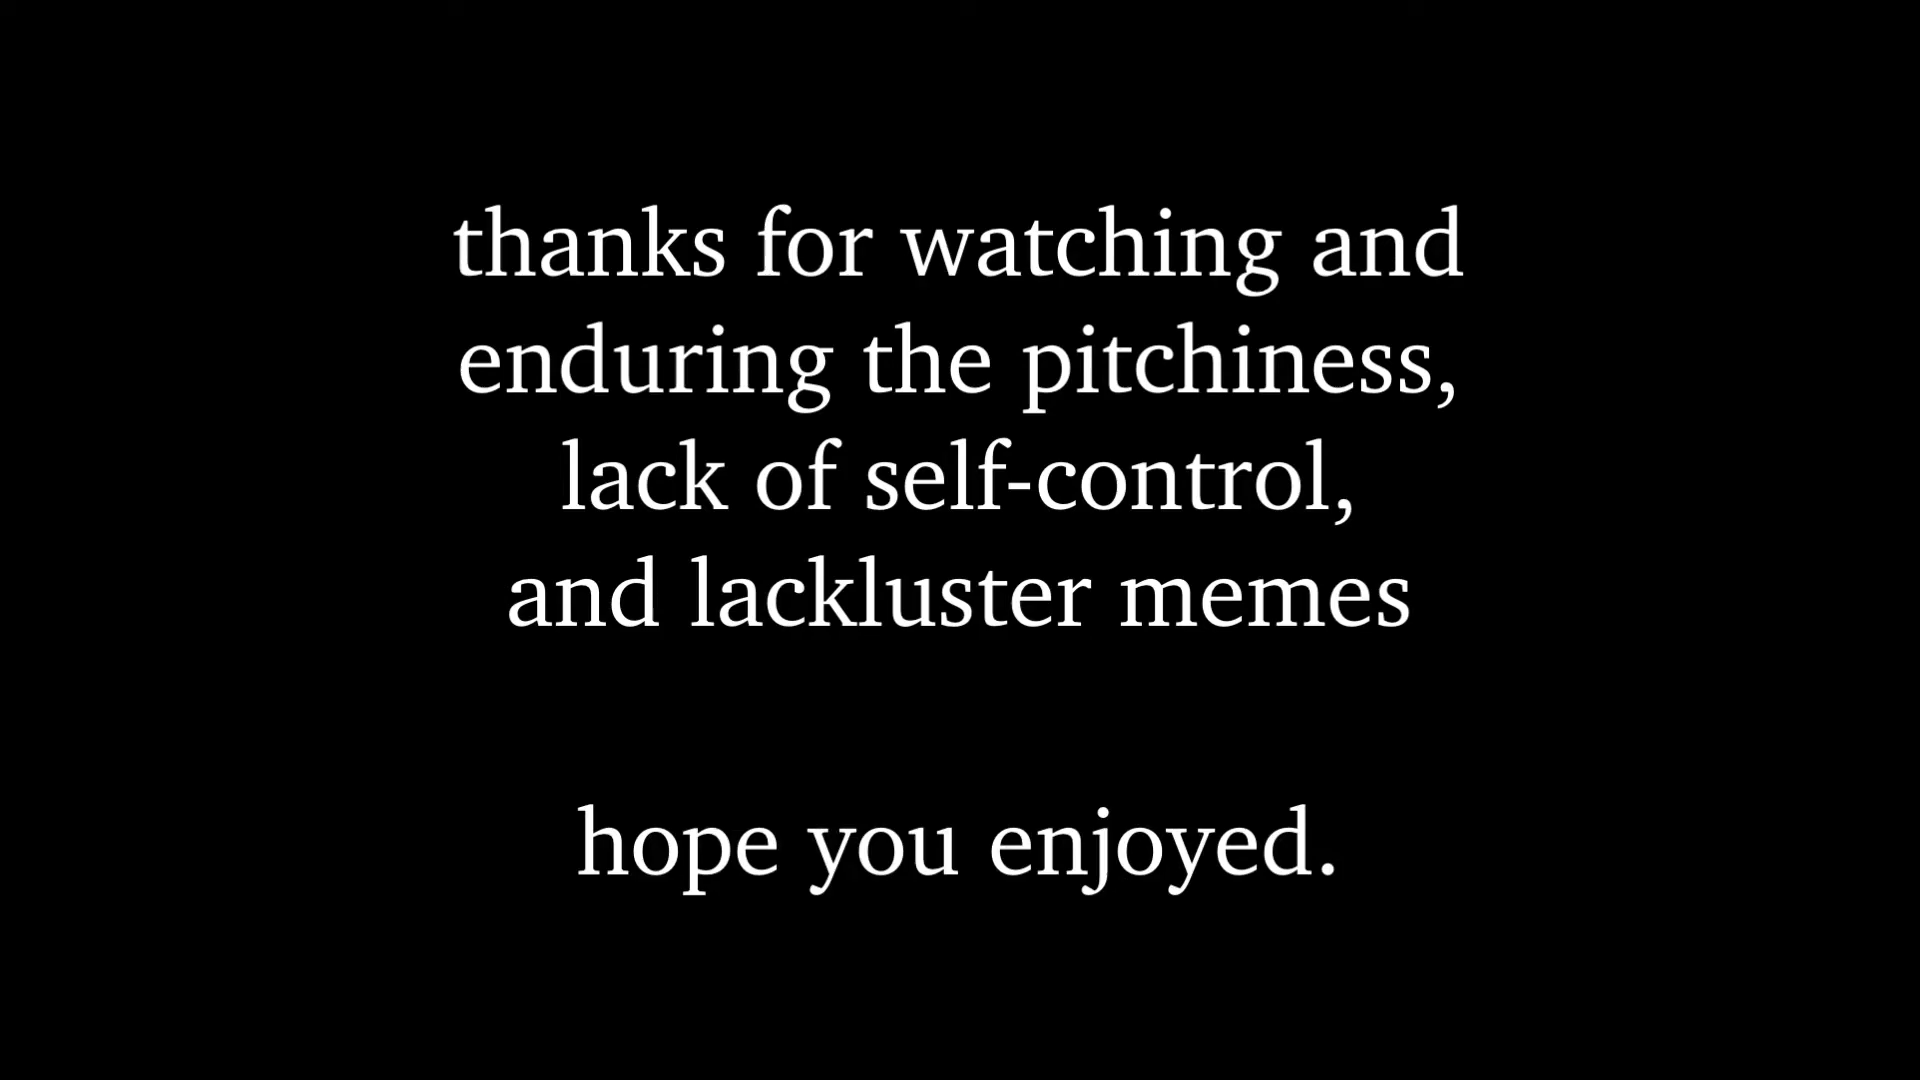 thanks for watching and
enduring the pitchiness,
lack of self-control,
and lackluster memes
hope you enjoyed.